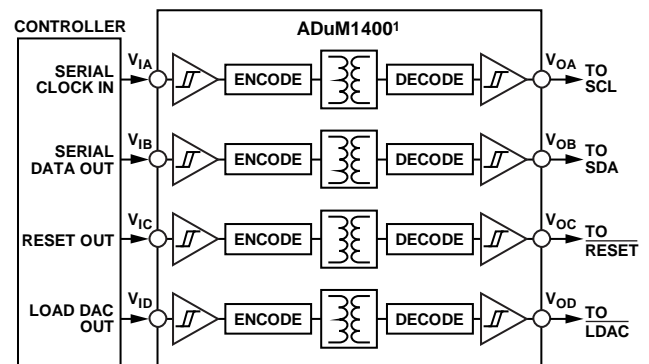 CONTROLLER
ADuM1400¹
SERIAL
CLOCK IN
V_IA
ENCODE
DECODE
V_OA
TO
SCL
SERIAL
DATA OUT
V_IB
ENCODE
DECODE
V_OB
TO
SDA
RESET OUT
V_IC
ENCODE
DECODE
V_OC
TO
RESET
LOAD DAC
OUT
V_ID
ENCODE
DECODE
V_OD
TO
LDAC